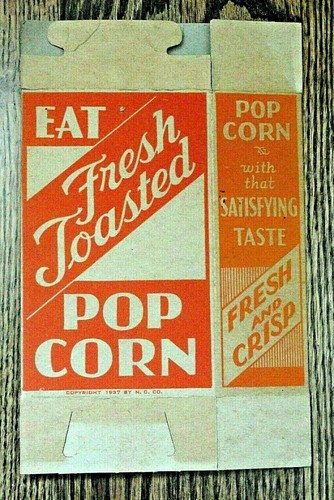 EAT
Fresh
Toasted
POP
CORN
COPYRIGHT 1937 BY N. C. CO.
POP
CORN
with
that
SATISFYING
TASTE
FRESH
AND
CRISP